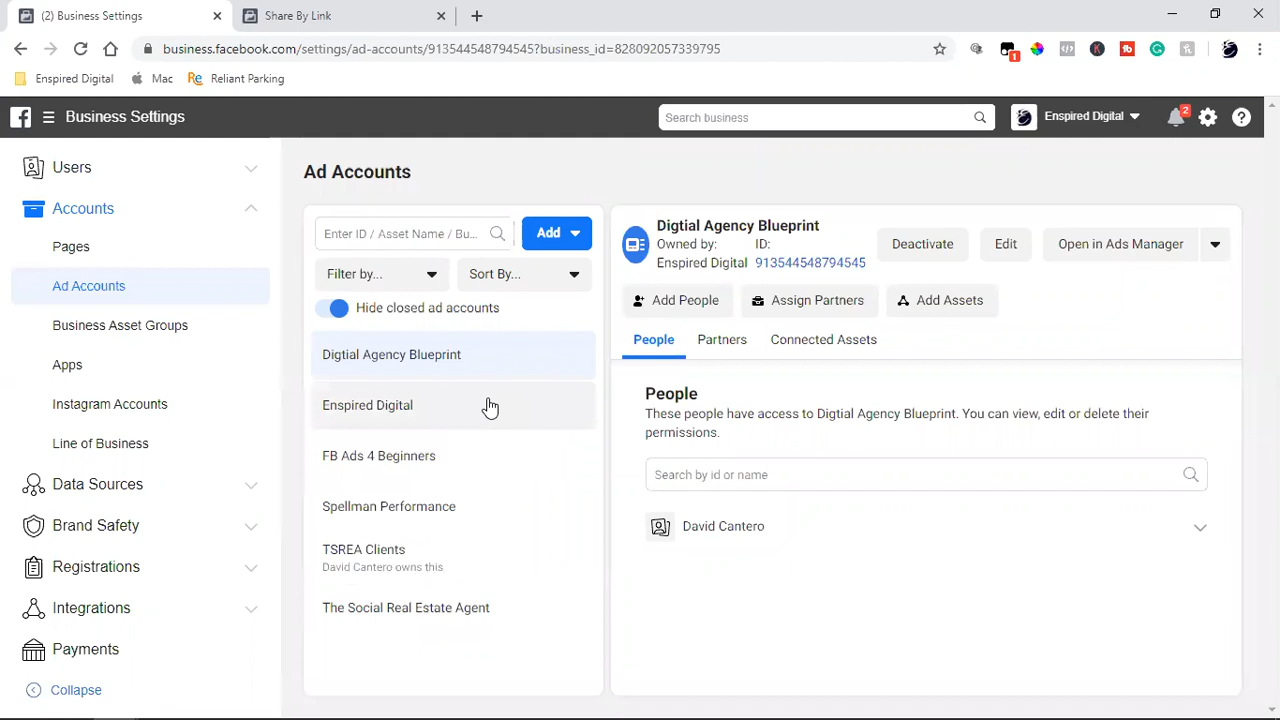 (2) Business Settings
Share By Link
business.facebook.com/settings/ad-accounts/913544548794545?business_id=828092057339795
1
Enspired Digital
Mac
Re Reliant Parking
Business Settings
Search business
Enspired Digital
2
Users
Accounts
Pages
Ad Accounts
Business Asset Groups
Apps
Instagram Accounts
Line of Business
Data Sources
Brand Safety
Registrations
Integrations
Payments
Collapse
Ad Accounts
Enter ID / Asset Name / Bu...
Add
Filter by...
Sort By...
Hide closed ad accounts
Digtial Agency Blueprint
Enspired Digital
FB Ads 4 Beginners
Spellman Performance
TSREA Clients
David Cantero owns this
The Social Real Estate Agent
Digtial Agency Blueprint
Owned by: ID:
Enspired Digital 913544548794545
Deactivate
Edit
Open in Ads Manager
Add People
Assign Partners
Add Assets
People
Partners
Connected Assets
People
These people have access to Digtial Agency Blueprint. You can view, edit or delete their
permissions.
Search by id or name
David Cantero